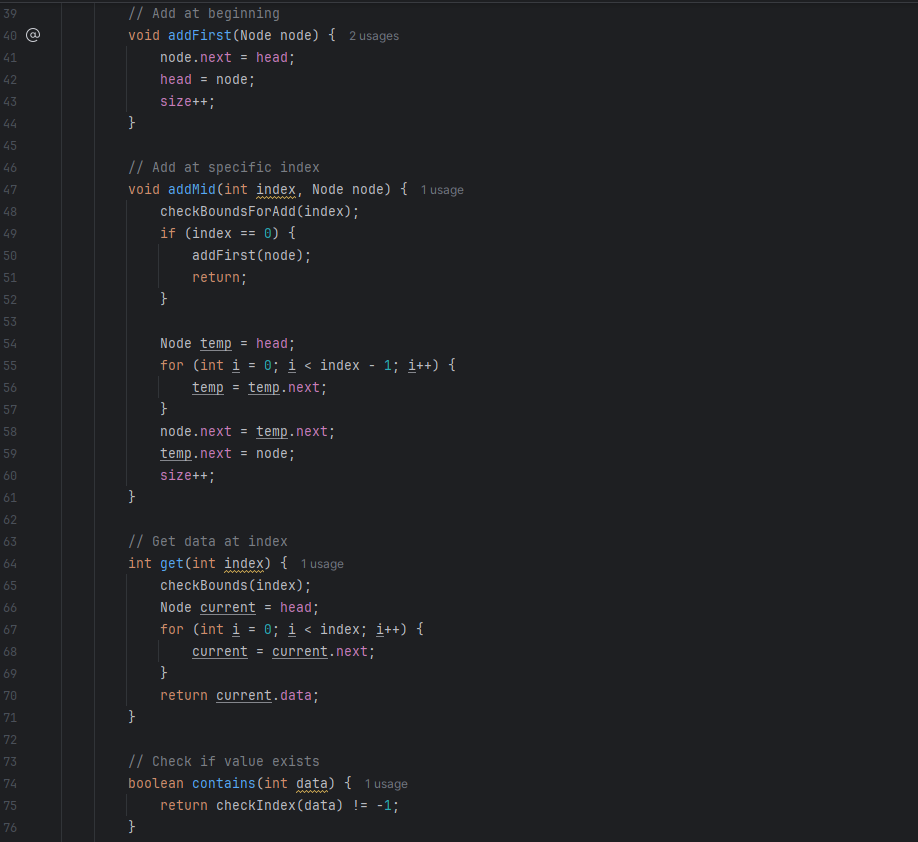 39 // Add at beginning
40 @ void addFirst(Node node) { 2 usages
41 node.next = head;
42 head = node;
43 size++;
44 }
45
46 // Add at specific index
47 void addMid(int index, Node node) { 1 usage
48 checkBoundsForAdd(index);
49 if (index == 0) {
50 addFirst(node);
51 return;
52 }
53
54 Node temp = head;
55 for (int i = 0; i < index - 1; i++) {
56 temp = temp.next;
57 }
58 node.next = temp.next;
59 temp.next = node;
60 size++;
61 }
62
63 // Get data at index
64 int get(int index) { 1 usage
65 checkBounds(index);
66 Node current = head;
67 for (int i = 0; i < index; i++) {
68 current = current.next;
69 }
70 return current.data;
71 }
72
73 // Check if value exists
74 boolean contains(int data) { 1 usage
75 return checkIndex(data) != -1;
76 }